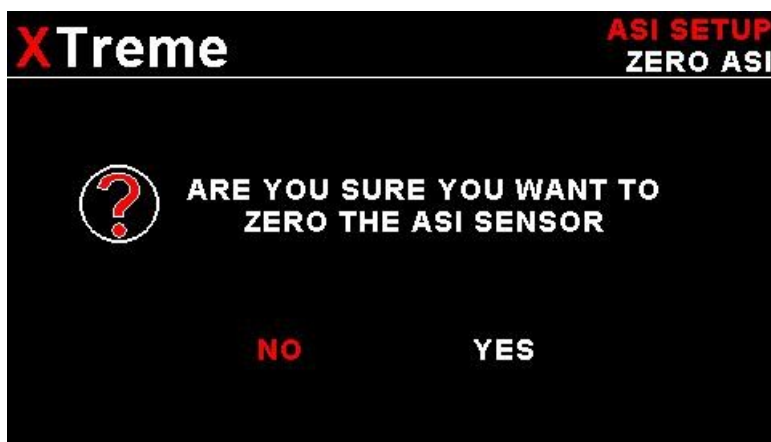 XTreme
ASI SETUP
ZERO ASI
?
ARE YOU SURE YOU WANT TO
ZERO THE ASI SENSOR
NO YES